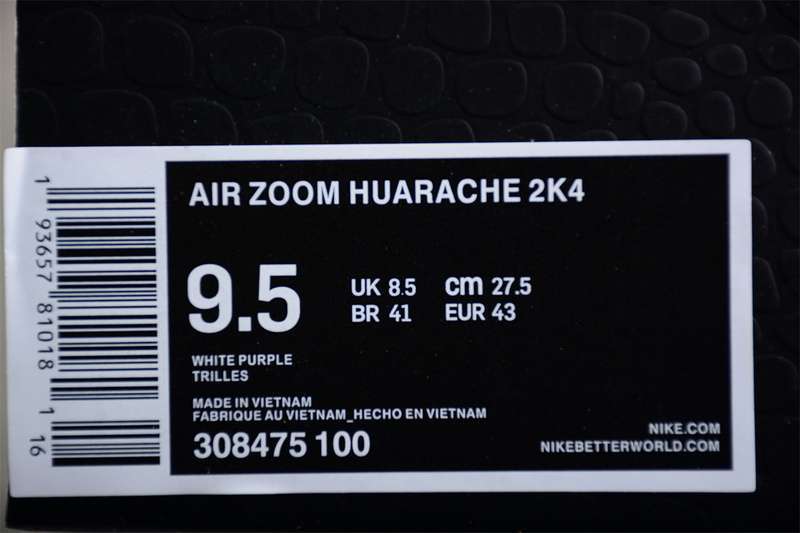 AIR ZOOM HUARACHE 2K4
9.5
UK 8.5 cm 27.5
BR 41 EUR 43
WHITE PURPLE
TRILLES
MADE IN VIETNAM
FABRIQUE AU VIETNAM_HECHO EN VIETNAM
308475 100
NIKE.COM
NIKEBETTERWORLD.COM
1 93657 81018 1 16